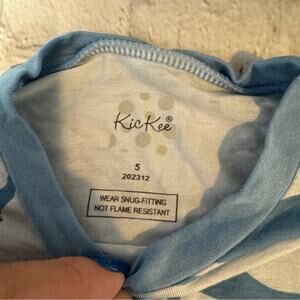 KicKee®
5
202312
WEAR SNUG-FITTING
NOT FLAME RESISTANT